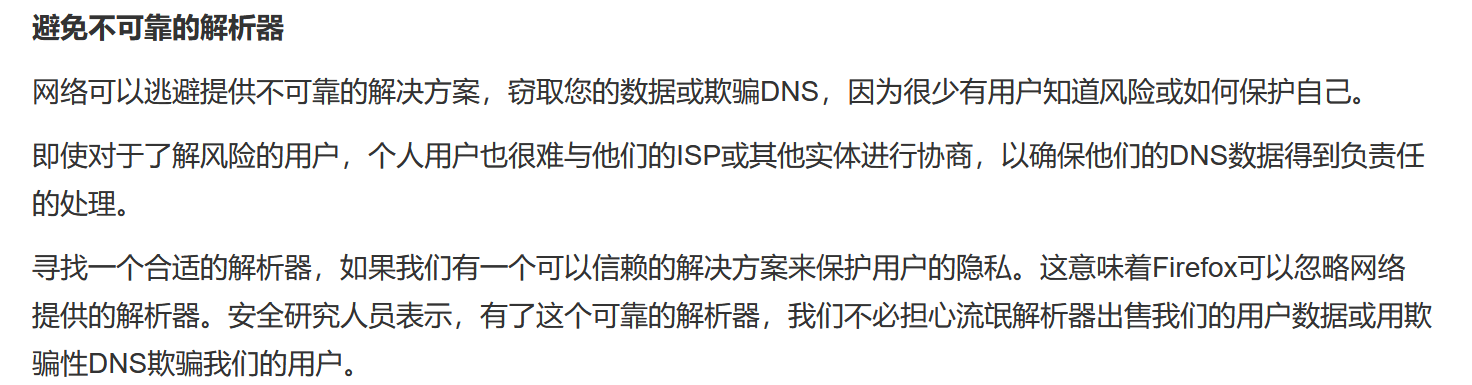 避免不可靠的解析器
网络可以逃避提供不可靠的解决方案，窃取您的数据或欺骗DNS，因为很少有用户知道风险或如何保护自己。
即使对于了解风险的用户，个人用户也很难与他们的ISP或其他实体进行协商，以确保他们的DNS数据得到负责任
的处理。
寻找一个合适的解析器，如果我们有一个可以信赖的解决方案来保护用户的隐私。这意味着Firefox可以忽略网络
提供的解析器。安全研究人员表示，有了这个可靠的解析器，我们不必担心流氓解析器出售我们的用户数据或用欺
骗性DNS欺骗我们的用户。